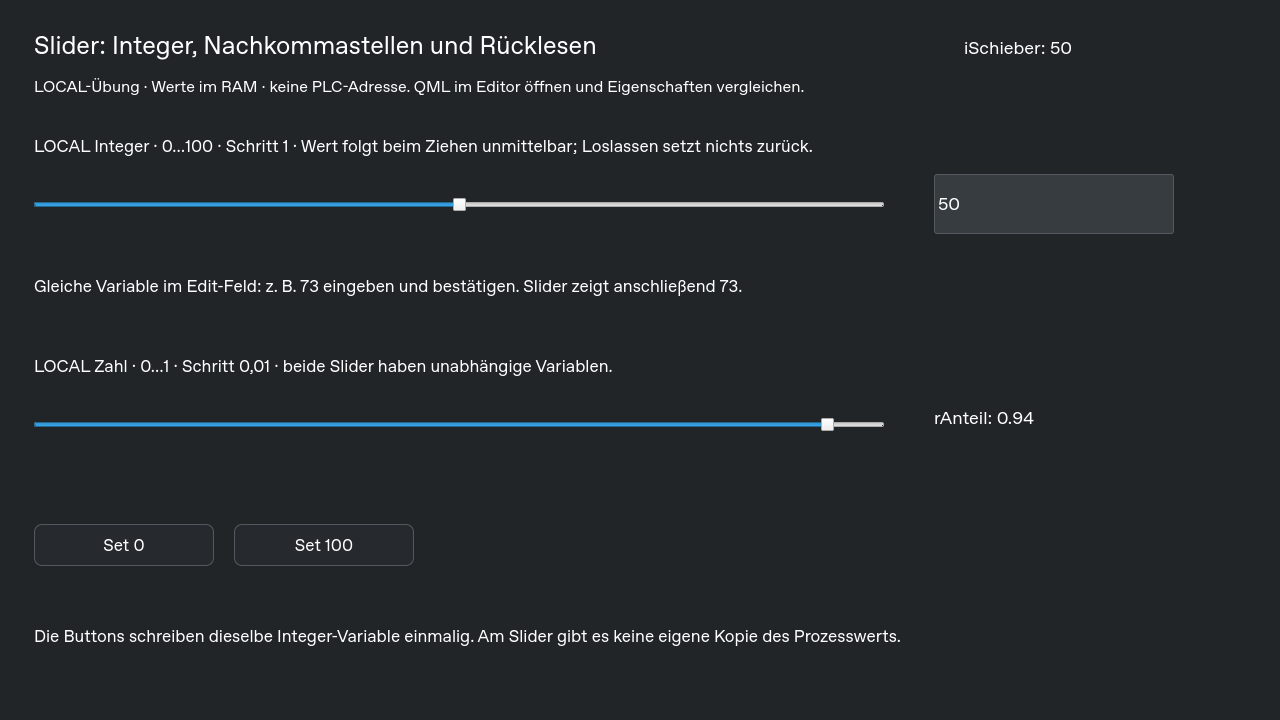 Slider: Integer, Nachkommastellen und Rücklesen
iSchieber: 50
LOCAL-Übung · Werte im RAM · keine PLC-Adresse. QML im Editor öffnen und Eigenschaften vergleichen.
LOCAL Integer · 0...100 · Schritt 1 · Wert folgt beim Ziehen unmittelbar; Loslassen setzt nichts zurück.
50
Gleiche Variable im Edit-Feld: z. B. 73 eingeben und bestätigen. Slider zeigt anschließend 73.
LOCAL Zahl · 0...1 · Schritt 0,01 · beide Slider haben unabhängige Variablen.
rAnteil: 0.94
Set 0
Set 100
Die Buttons schreiben dieselbe Integer-Variable einmalig. Am Slider gibt es keine eigene Kopie des Prozesswerts.